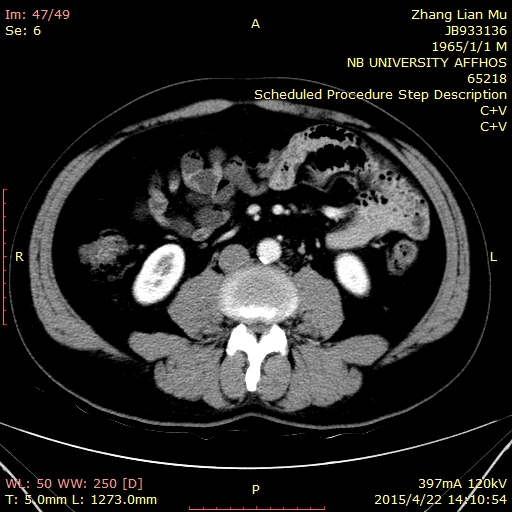 Im: 47/49
Se: 6
A
Zhang Lian Mu
JB933136
1965/1/1 M
NB UNIVERSITY AFFHOS
65218
Scheduled Procedure Step Description
C+V
C+V
R
L
WL: 50 WW: 250 [D]
T: 5.0mm L: 1273.0mm
P
397mA 120kV
2015/4/22 14:10:54